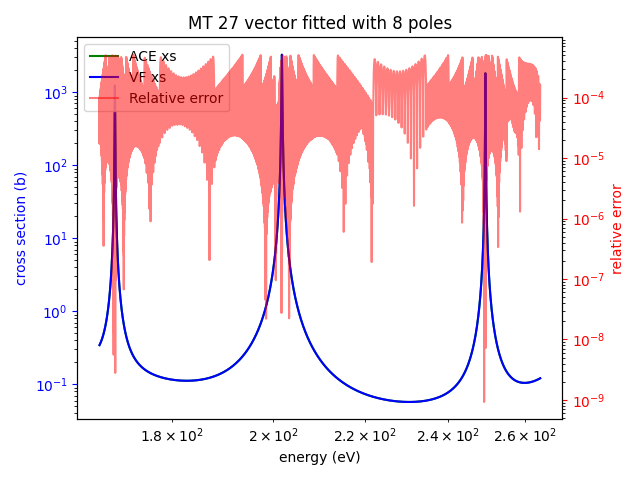 MT 27 vector fitted with 8 poles
ACE xs
VF xs
Relative error
10³
10²
10¹
10⁰
10⁻¹
cross section (b)
10⁻⁴
10⁻⁵
10⁻⁶
10⁻⁷
10⁻⁸
10⁻⁹
relative error
1.8 × 10² 2 × 10² 2.2 × 10² 2.4 × 10² 2.6 × 10²
energy (eV)